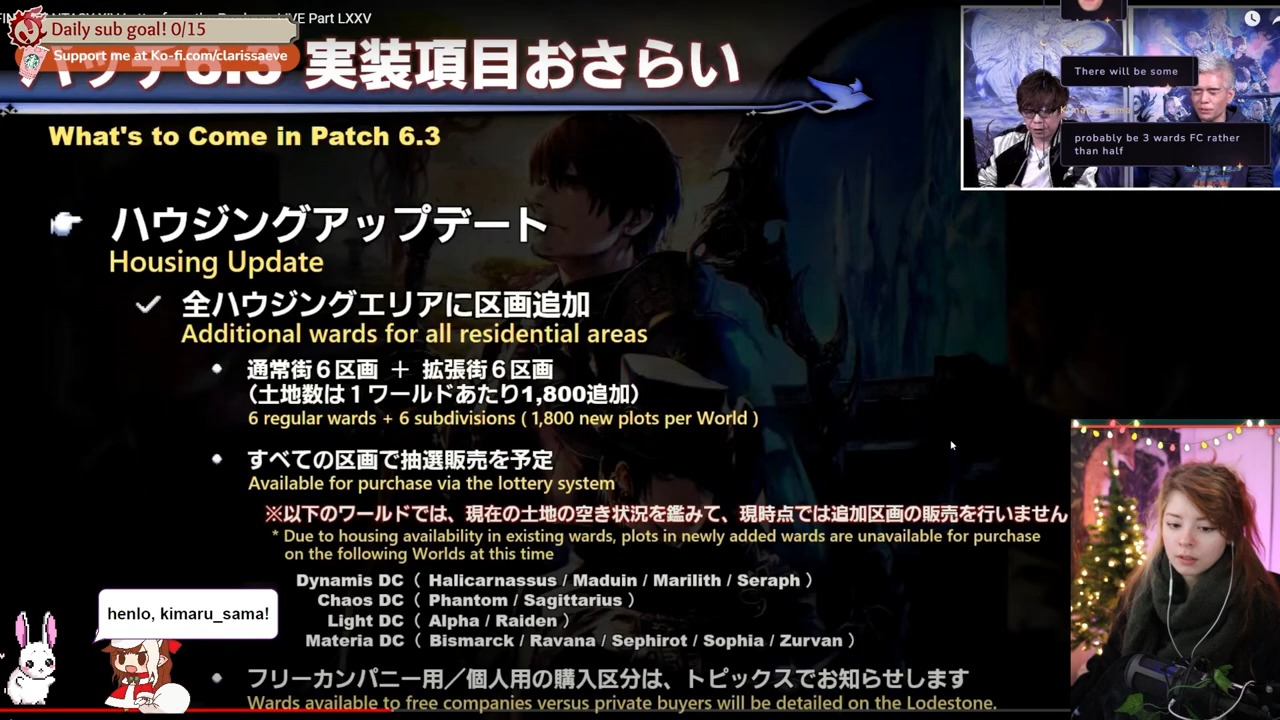 Daily sub goal! 0/15
Support me at Ko-fi.com/clarissaeve
LIVE Part LXXV
実装項目おさらい
What's to Come in Patch 6.3
There will be some
probably be 3 wards FC rather
than half
ハウジングアップデート
Housing Update
全ハウジングエリアに区画追加
Additional wards for all residential areas
通常街６区画 ＋ 拡張街６区画
（土地数は１ワールドあたり1,800追加）
6 regular wards + 6 subdivisions ( 1,800 new plots per World )
すべての区画で抽選販売を予定
Available for purchase via the lottery system
※以下のワールドでは、現在の土地の空き状況を鑑みて、現時点では追加区画の販売を行いません
* Due to housing availability in existing wards, plots in newly added wards are unavailable for purchase
on the following Worlds at this time
Dynamis DC ( Halicarnassus / Maduin / Marilith / Seraph )
Chaos DC ( Phantom / Sagittarius )
Light DC ( Alpha / Raiden )
Materia DC ( Bismarck / Ravana / Sephirot / Sophia / Zurvan )
henlo, kimaru_sama!
フリーカンパニー用／個人用の購入区分は、トピックスでお知らせします
Wards available to free companies versus private buyers will be detailed on the Lodestone.